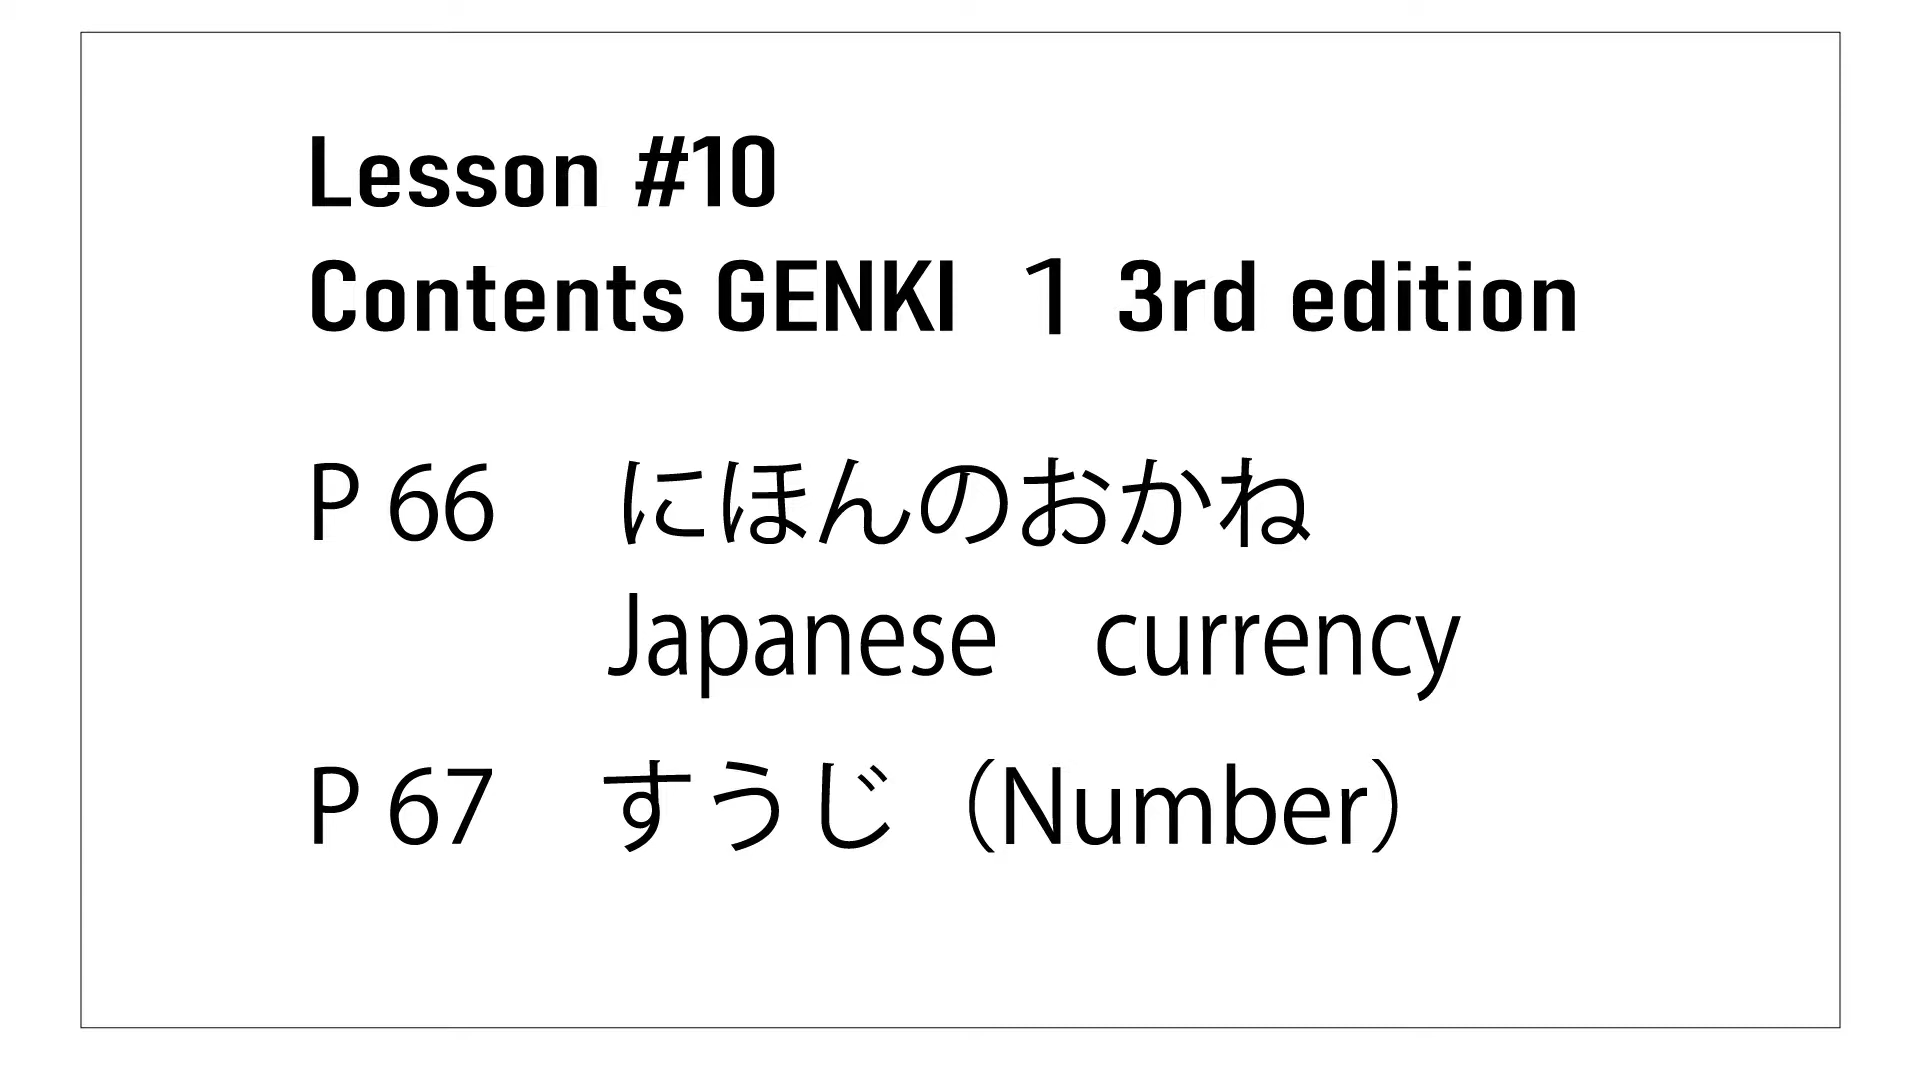 Lesson #10
Contents GENKI １ 3rd edition
P 66 にほんのおかね
Japanese currency
P 67 すうじ（Number）